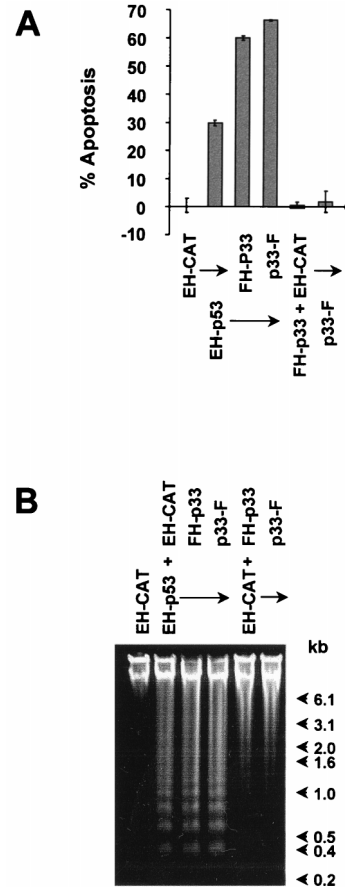 A
% Apoptosis
70
60
50
40
30
20
10
0
-10
EH-CAT →
EH-p53 →
FH-P33
p33-F
FH-p33 + EH-CAT →
p33-F
B
EH-CAT
EH-p53 + EH-CAT
FH-p33 →
p33-F
EH-CAT + FH-p33
p33-F →
kb
6.1
3.1
2.0
1.6
1.0
0.5
0.4
0.2